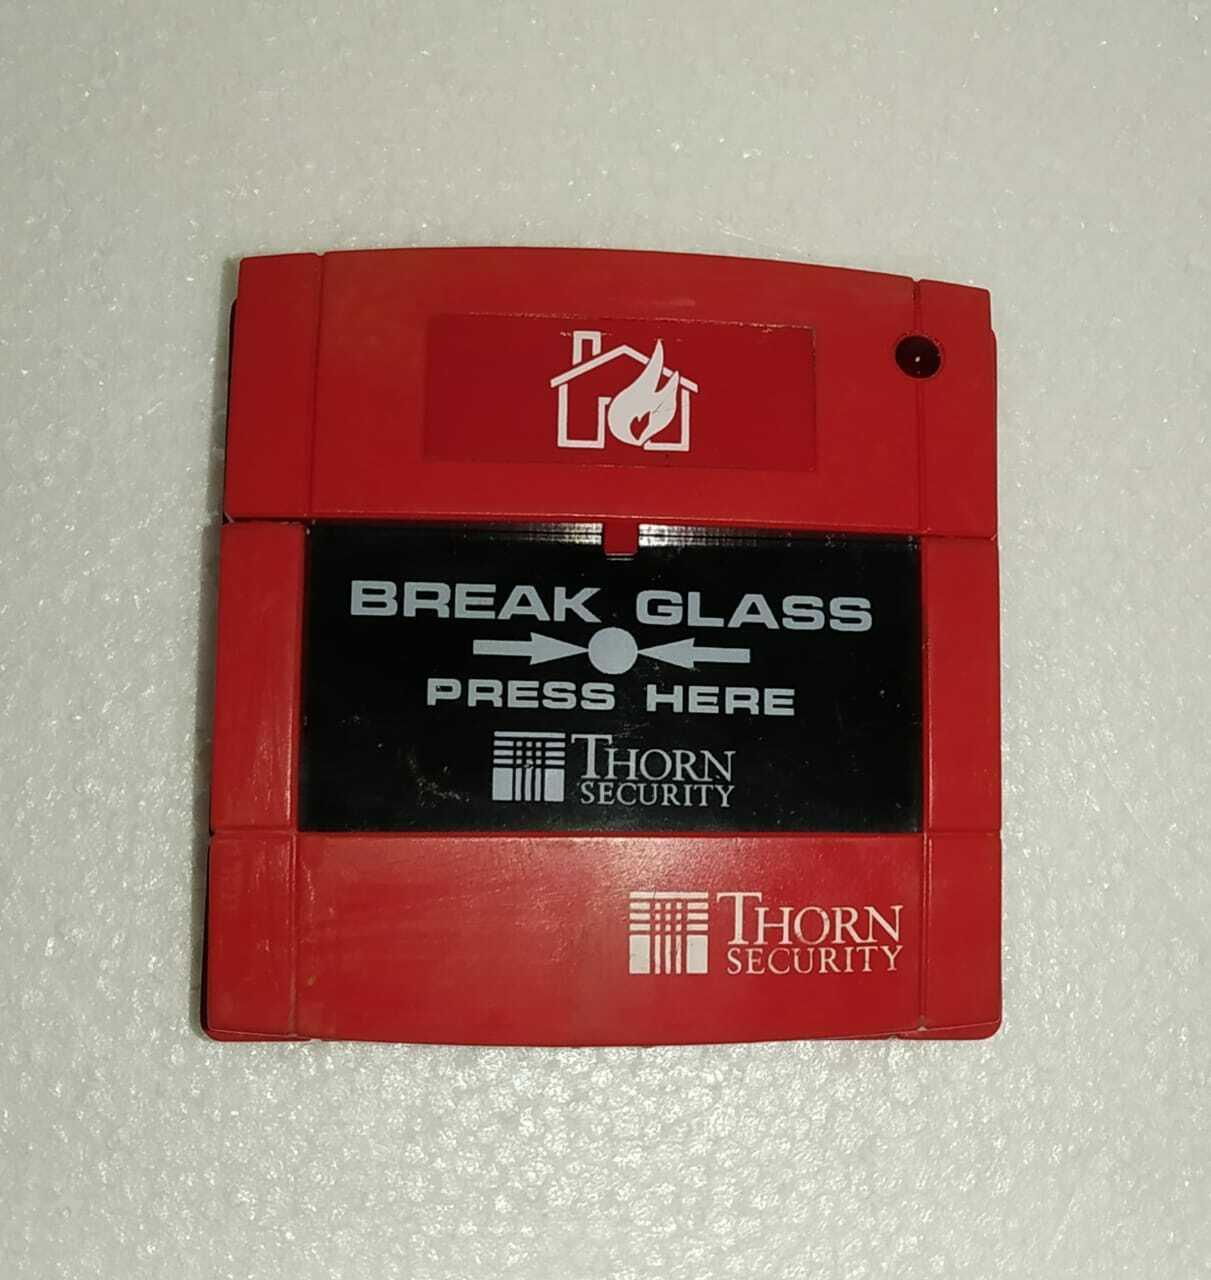 BREAK GLASS
PRESS HERE
THORN
SECURITY
THORN
SECURITY